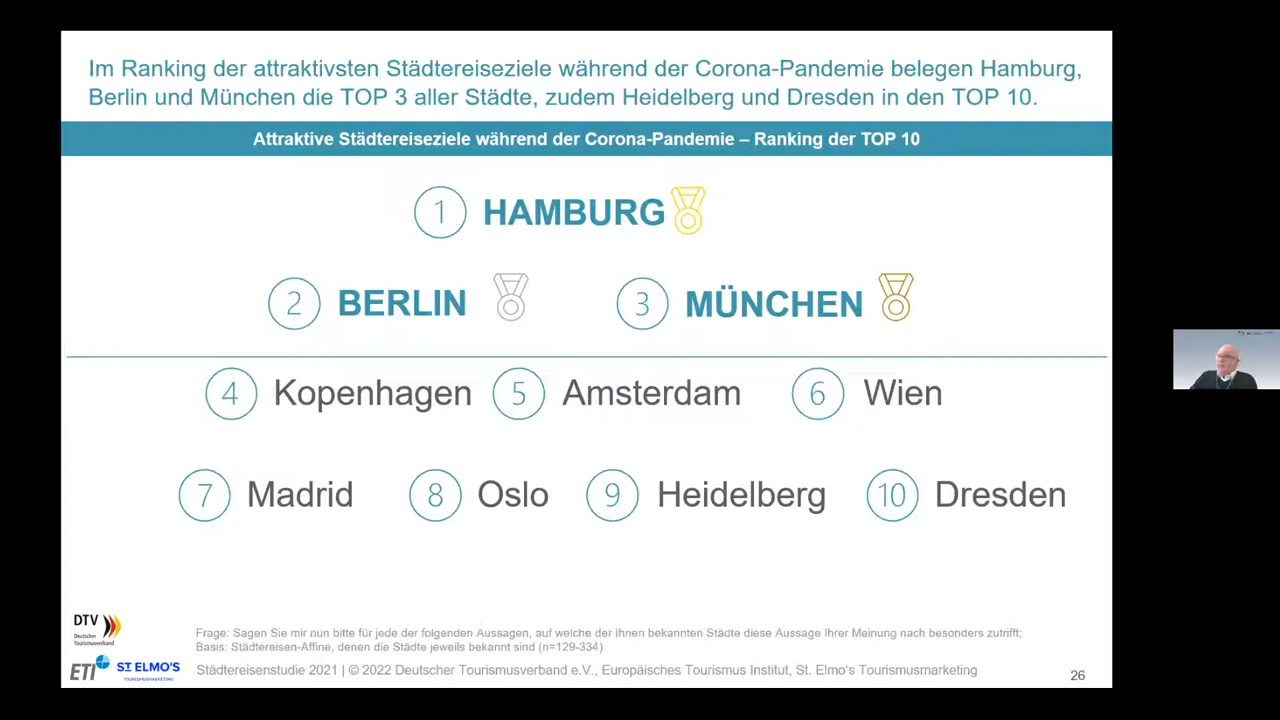 Im Ranking der attraktivsten Städtereiseziele während der Corona-Pandemie belegen Hamburg,
Berlin und München die TOP 3 aller Städte, zudem Heidelberg und Dresden in den TOP 10.
Attraktive Städtereiseziele während der Corona-Pandemie – Ranking der TOP 10
1 HAMBURG
2 BERLIN 3 MÜNCHEN
4 Kopenhagen 5 Amsterdam 6 Wien
7 Madrid 8 Oslo 9 Heidelberg 10 Dresden
DTV
Deutscher
Tourismusverband
Frage: Sagen Sie mir nun bitte für jede der folgenden Aussagen, auf welche der Ihnen bekannten Städte diese Aussage Ihrer Meinung nach besonders zutrifft;
Basis: Städtereisen-Affine, denen die Städte jeweils bekannt sind (n=129-334)
ETI ST ELMO'S
TOURISMUSMARKETING
Städtereisenstudie 2021 | © 2022 Deutscher Tourismusverband e.V., Europäisches Tourismus Institut, St. Elmo's Tourismusmarketing
26